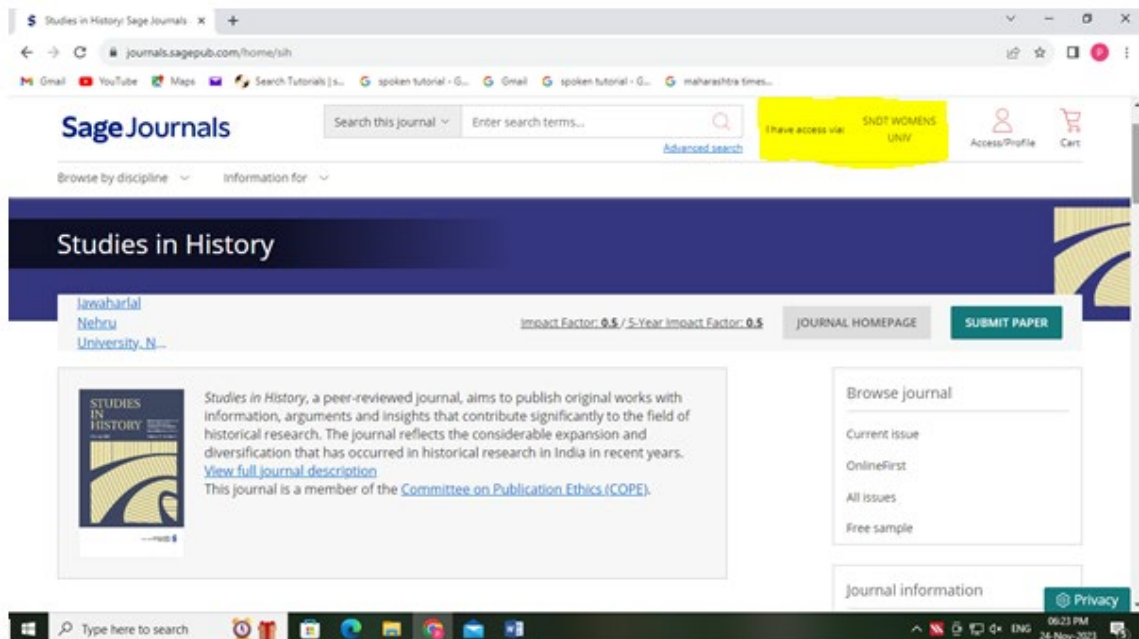 Studies in History: Sage Journals
journals.sagepub.com/home/sih
Gmail YouTube Maps Search Tutorials | s... spoken tutorial - G... Gmail spoken tutorial - G... maharashtra times...
Sage Journals
Search this journal Enter search terms...
Advanced search
I have access via: SNDT WOMENS
UNIV
Access/Profile Cart
Browse by discipline Information for
Studies in History
Jawaharlal
Nehru
University, N...
Impact Factor: 0.5 / 5-Year Impact Factor: 0.5
JOURNAL HOMEPAGE SUBMIT PAPER
STUDIES
IN
HISTORY
Studies in History, a peer-reviewed journal, aims to publish original works with
information, arguments and insights that contribute significantly to the field of
historical research. The journal reflects the considerable expansion and
diversification that has occurred in historical research in India in recent years.
View full journal description
This journal is a member of the Committee on Publication Ethics (COPE).
Browse journal
Current issue
OnlineFirst
All issues
Free sample
Journal information
Privacy
Type here to search
ENG
06:23 PM